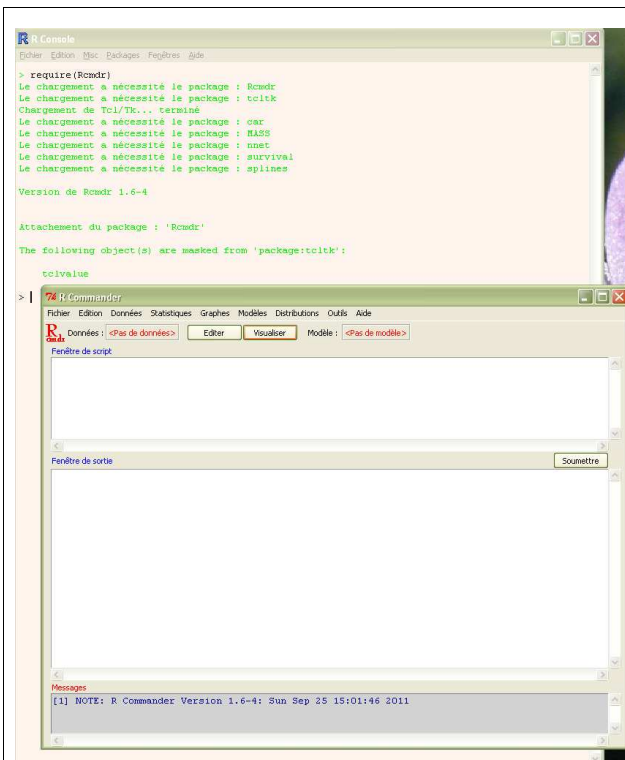 R Console
Fichier Edition Misc Packages Fenêtres Aide
> require(Rcmdr)
Le chargement a nécessité le package : Rcmdr
Le chargement a nécessité le package : tcltk
Chargement de Tcl/Tk... terminé
Le chargement a nécessité le package : car
Le chargement a nécessité le package : MASS
Le chargement a nécessité le package : nnet
Le chargement a nécessité le package : survival
Le chargement a nécessité le package : splines
Version de Rcmdr 1.6-4
Attachement du package : 'Rcmdr'
The following object(s) are masked from 'package:tcltk':
tclvalue
>
R Commander
Fichier Edition Données Statistiques Graphes Modèles Distributions Outils Aide
R cmdr Données : <Pas de données> Editer Visualiser Modèle : <Pas de modèle>
Fenêtre de script
Fenêtre de sortie Soumettre
Messages
[1] NOTE: R Commander Version 1.6-4: Sun Sep 25 15:01:46 2011